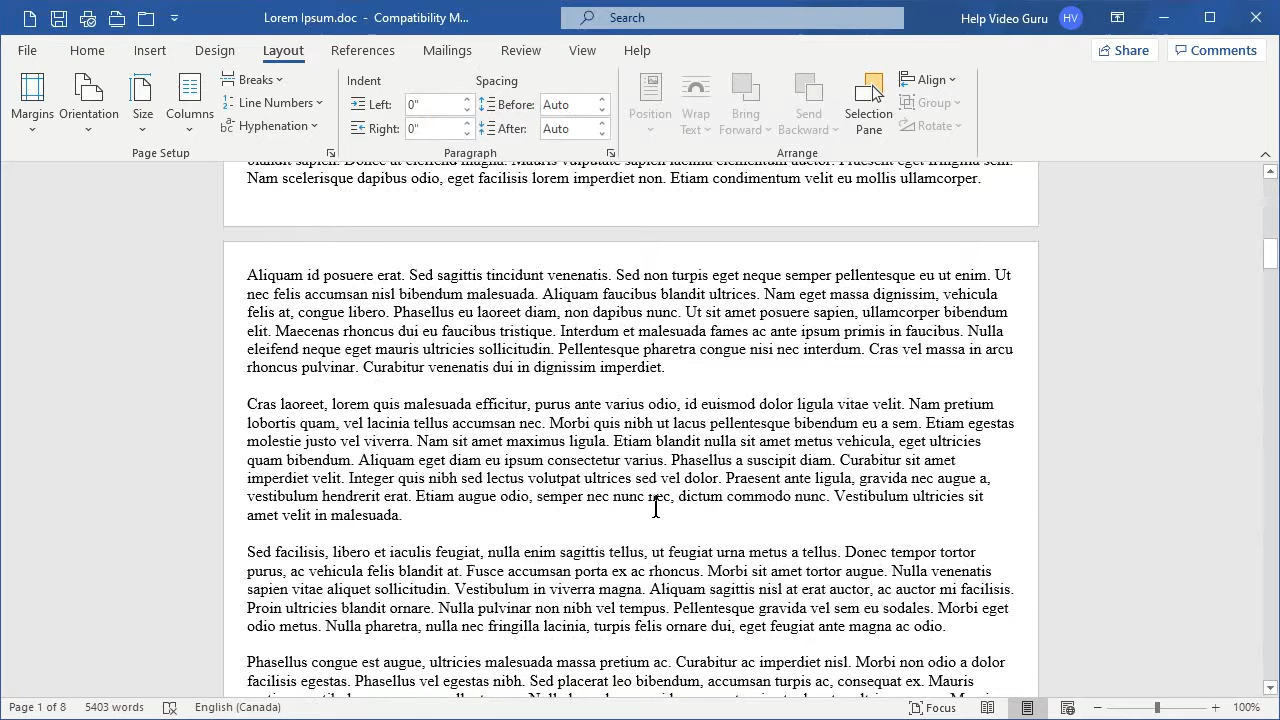 Lorem Ipsum.doc - Compatibility M...
Search
Help Video Guru HV
File Home Insert Draw Design Layout References Mailings Review View Help
Share Comments
Margins
Orientation
Size
Columns
Breaks
Line Numbers
Hyphenation
Page Setup
Indent
Left: 0"
Right: 0"
Spacing
Before: Auto
After: Auto
Paragraph
Position
Wrap Text
Bring Forward
Send Backward
Selection Pane
Align
Group
Rotate
Arrange
Nam scelerisque dapibus odio, eget facilisis lorem imperdiet non. Etiam condimentum velit eu mollis ullamcorper.
Aliquam id posuere erat. Sed sagittis tincidunt venenatis. Sed non turpis eget neque semper pellentesque eu ut enim. Ut
nec felis accumsan nisl bibendum malesuada. Aliquam faucibus blandit ultrices. Nam eget massa dignissim, vehicula
felis at, congue libero. Phasellus eu laoreet diam, non dapibus nunc. Ut sit amet posuere sapien, ullamcorper bibendum
elit. Maecenas rhoncus dui eu faucibus tristique. Interdum et malesuada fames ac ante ipsum primis in faucibus. Nulla
eleifend neque eget mauris ultricies sollicitudin. Pellentesque pharetra congue nisi nec interdum. Cras vel massa in arcu
rhoncus pulvinar. Curabitur venenatis dui in dignissim imperdiet.
Cras laoreet, lorem quis malesuada efficitur, purus ante varius odio, id euismod dolor ligula vitae velit. Nam pretium
lobortis quam, vel lacinia tellus accumsan nec. Morbi quis nibh ut lacus pellentesque bibendum eu a sem. Etiam egestas
molestie justo vel viverra. Nam sit amet maximus ligula. Etiam blandit nulla sit amet metus vehicula, eget ultricies
quam bibendum. Aliquam eget diam eu ipsum consectetur varius. Phasellus a suscipit diam. Curabitur sit amet
imperdiet velit. Integer quis nibh sed lectus volutpat ultrices sed vel dolor. Praesent ante ligula, gravida nec augue a,
vestibulum hendrerit erat. Etiam augue odio, semper nec nunc nec, dictum commodo nunc. Vestibulum ultricies sit
amet velit in malesuada.
Sed facilisis, libero et iaculis feugiat, nulla enim sagittis tellus, ut feugiat urna metus a tellus. Donec tempor tortor
purus, ac vehicula felis blandit at. Fusce accumsan porta ex ac rhoncus. Morbi sit amet tortor augue. Nulla venenatis
sapien vitae aliquet sollicitudin. Vestibulum in viverra magna. Aliquam sagittis nisl at erat auctor, ac auctor mi facilisis.
Proin ultricies blandit ornare. Nulla pulvinar non nibh vel tempus. Pellentesque gravida vel sem eu sodales. Morbi eget
odio metus. Nulla pharetra, nulla nec fringilla lacinia, turpis felis ornare dui, eget feugiat ante magna ac odio.
Phasellus congue est augue, ultricies malesuada massa pretium ac. Curabitur ac imperdiet nisl. Morbi non odio a dolor
facilisis egestas. Phasellus vel egestas nibh. Sed placerat leo bibendum, accumsan turpis ac, consequat ex. Mauris
Page 1 of 8 5403 words English (Canada) Focus 100%